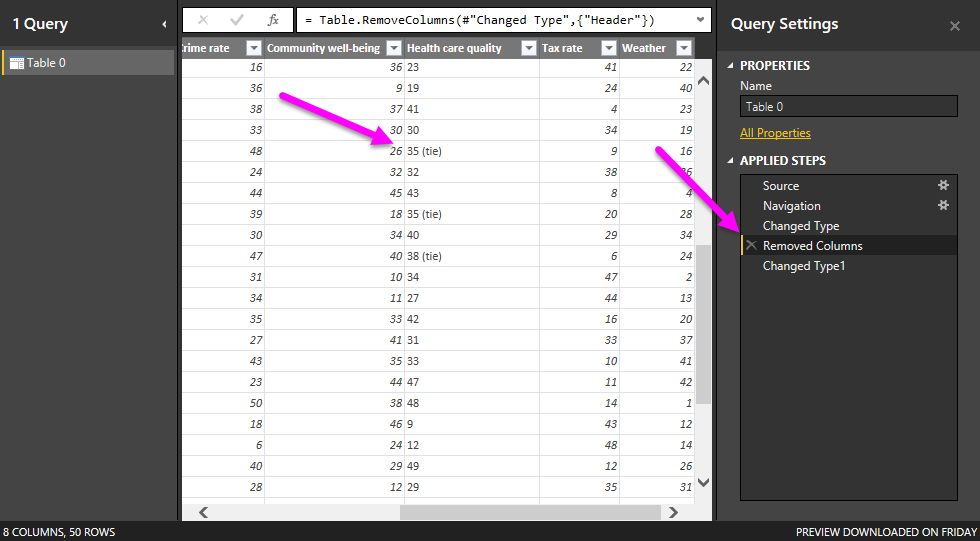 1 Query
Table 0
fx = Table.RemoveColumns(#"Changed Type",{"Header"})
Crime rate Community well-being Health care quality Tax rate Weather
16 36 23 41 22
36 9 19 24 40
38 37 41 4 23
33 30 30 34 19
48 26 35 (tie) 9 16
24 32 32 38
44 45 43 8 4
39 18 35 (tie) 20 28
30 34 40 29 34
47 40 38 (tie) 6 24
31 10 34 47 2
34 11 27 44 13
35 33 42 16 20
27 41 31 33 37
43 35 33 10 41
23 44 47 11 42
50 38 48 14 1
18 46 9 43 12
6 24 12 48 14
40 29 49 12 26
28 12 29 35 31
Query Settings
PROPERTIES
Name
Table 0
All Properties
APPLIED STEPS
Source
Navigation
Changed Type
Removed Columns
Changed Type1
8 COLUMNS, 50 ROWS
PREVIEW DOWNLOADED ON FRIDAY